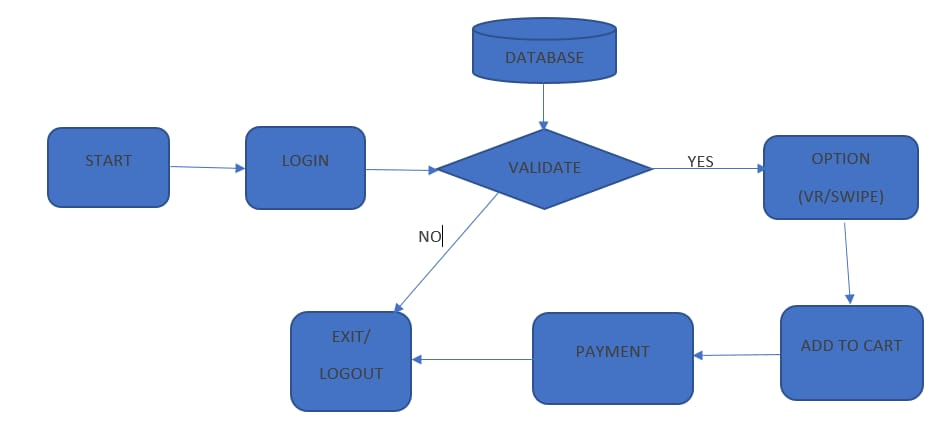 DATABASE
START
LOGIN
VALIDATE
YES
OPTION
(VR/SWIPE)
NO
EXIT/
LOGOUT
PAYMENT
ADD TO CART